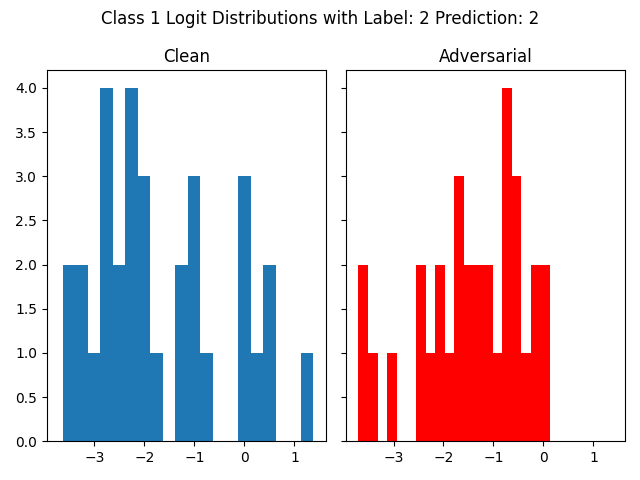 Class 1 Logit Distributions with Label: 2 Prediction: 2
Clean
Adversarial
4.0
3.5
3.0
2.5
2.0
1.5
1.0
0.5
0.0
−3 −2 −1 0 1
−3 −2 −1 0 1